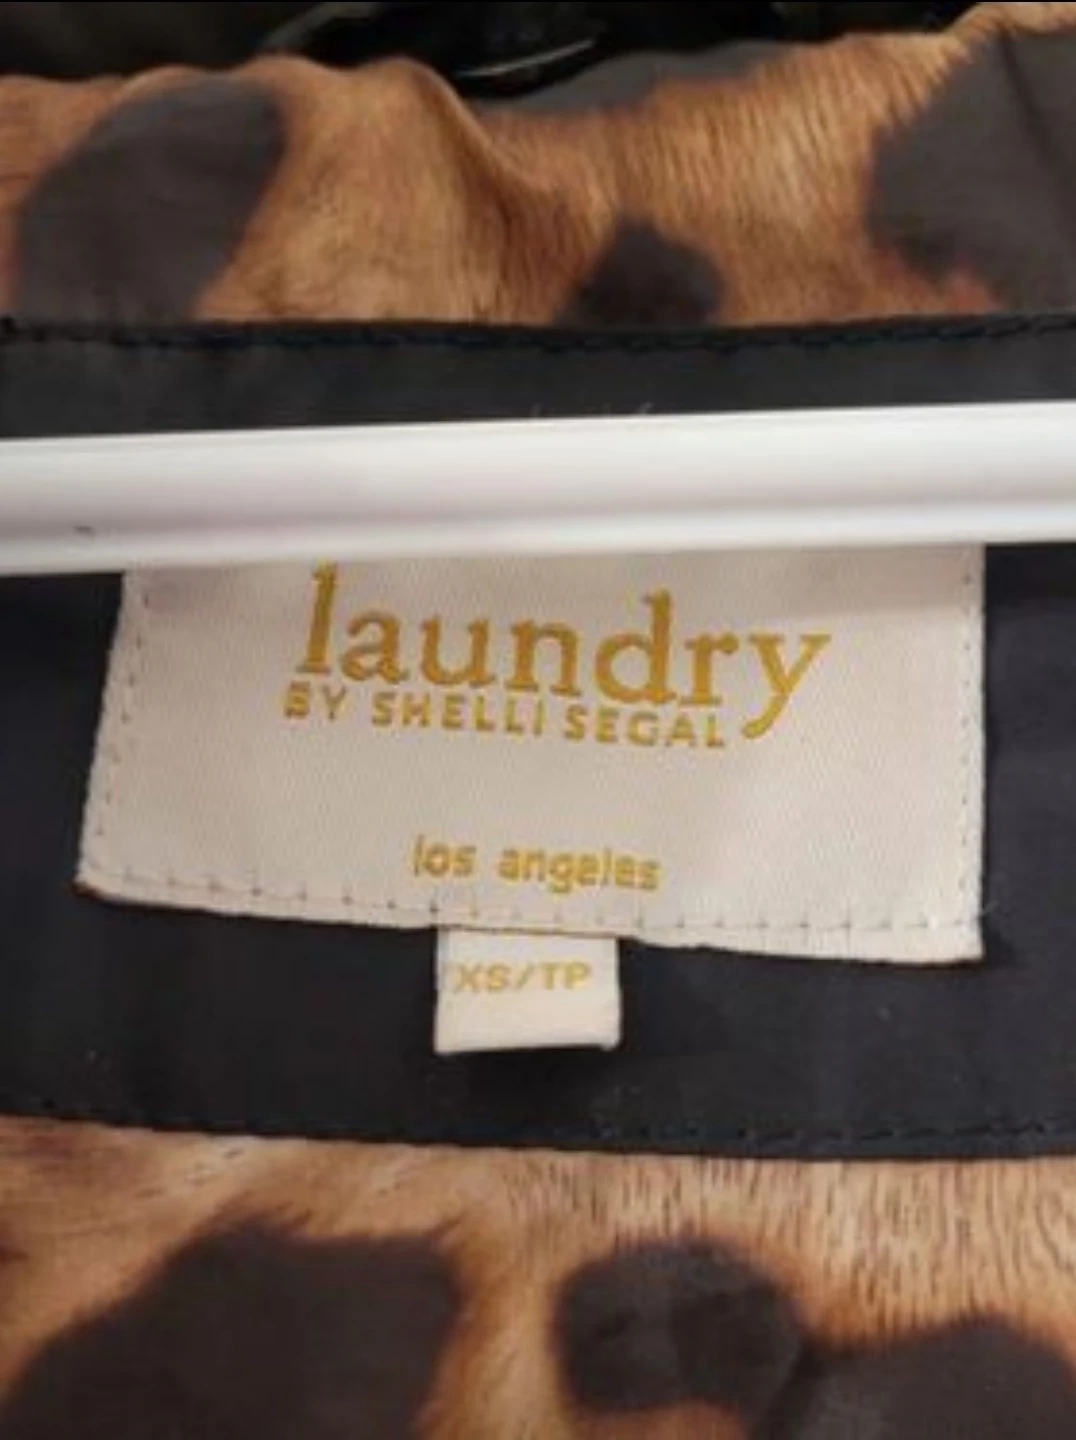 laundry
BY SHELLI SEGAL
los angeles
XS/TP